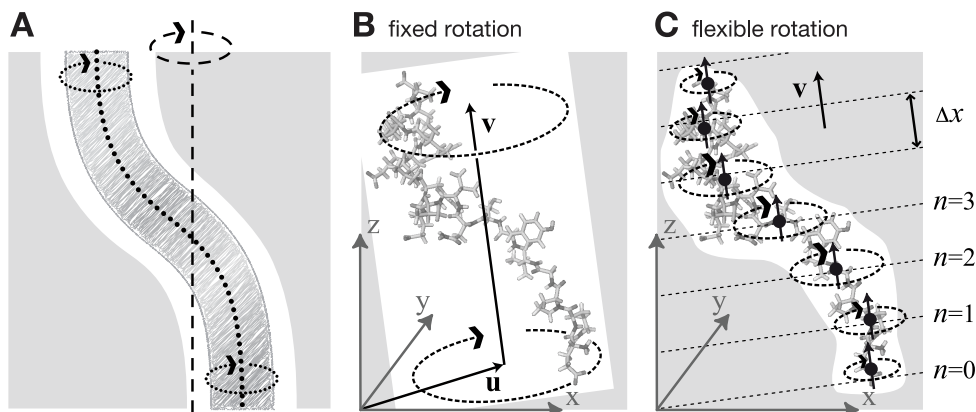 A
B fixed rotation
C flexible rotation
v
u
z
y
x
v
Δx
n=3
n=2
n=1
n=0
z
y
x